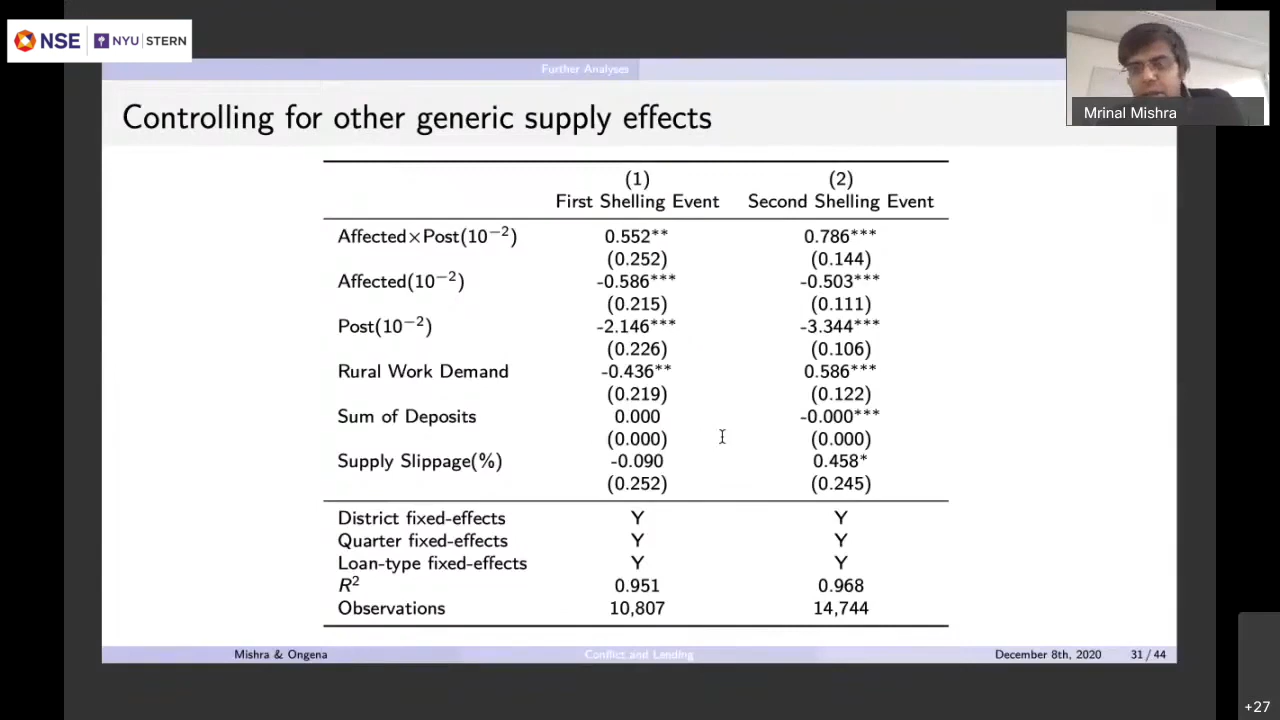 NSE NYU STERN
Further Analyses
Controlling for other generic supply effects
Mrinal Mishra
(1) (2)
First Shelling Event Second Shelling Event
Affected×Post(10⁻²) 0.552** 0.786***
(0.252) (0.144)
Affected(10⁻²) -0.586*** -0.503***
(0.215) (0.111)
Post(10⁻²) -2.146*** -3.344***
(0.226) (0.106)
Rural Work Demand -0.436** 0.586***
(0.219) (0.122)
Sum of Deposits 0.000 -0.000***
(0.000) (0.000)
Supply Slippage(%) -0.090 0.458*
(0.252) (0.245)
District fixed-effects Y Y
Quarter fixed-effects Y Y
Loan-type fixed-effects Y Y
R² 0.951 0.968
Observations 10,807 14,744
Mishra & Ongena Conflict and Lending December 8th, 2020 31 / 44
+27